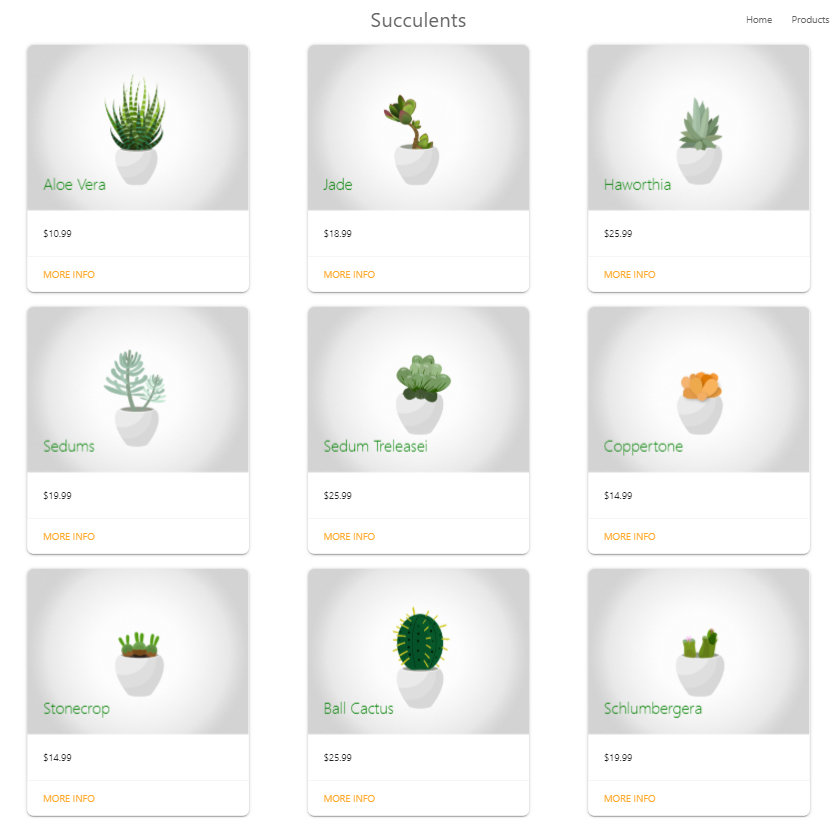 Succulents
Home Products
Aloe Vera
$10.99
MORE INFO
Jade
$18.99
MORE INFO
Haworthia
$25.99
MORE INFO
Sedums
$19.99
MORE INFO
Sedum Treleasei
$25.99
MORE INFO
Coppertone
$14.99
MORE INFO
Stonecrop
$14.99
MORE INFO
Ball Cactus
$25.99
MORE INFO
Schlumbergera
$19.99
MORE INFO